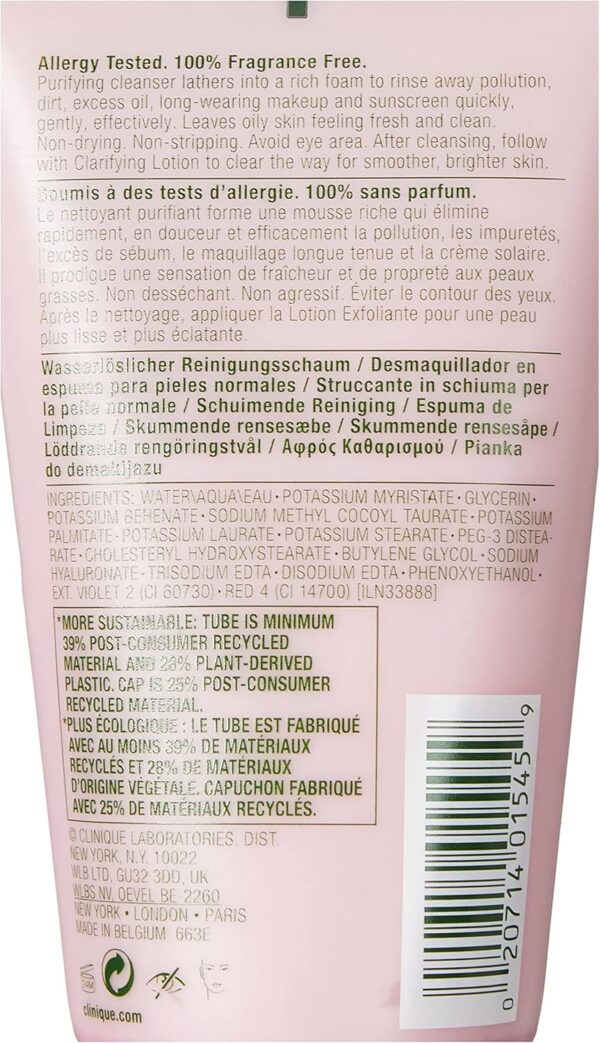 Allergy Tested. 100% Fragrance Free.
Purifying cleanser lathers into a rich foam to rinse away pollution,
dirt, excess oil, long-wearing makeup and sunscreen quickly,
gently, effectively. Leaves oily skin feeling fresh and clean.
Non-drying. Non-stripping. Avoid eye area. After cleansing, follow
with Clarifying Lotion to clear the way for smoother, brighter skin.
Soumis à des tests d'allergie. 100% sans parfum.
Le nettoyant purifiant forme une mousse riche qui élimine
rapidement, en douceur et efficacement la pollution, les impuretés,
l'excès de sébum, le maquillage longue tenue et la crème solaire.
Il prodigue une sensation de fraîcheur et de propreté aux peaux
grasses. Non desséchant. Non agressif. Éviter le contour des yeux.
Après le nettoyage, appliquer la Lotion Exfoliante pour une peau
plus lisse et plus éclatante.
Wasserlöslicher Reinigungsschaum / Desmaquillador en
espuma para pieles normales / Struccante in schiuma per
la pelle normale / Schuimende Reiniging / Espuma de
Limpeza / Skummende rensesæbe / Skummende rensesåpe /
Löddrande rengöringstvål / Αφρός Καθαρισμού / Pianka
do demakijażu
INGREDIENTS: WATER\AQUA\EAU • POTASSIUM MYRISTATE • GLYCERIN •
POTASSIUM BEHENATE • SODIUM METHYL COCOYL TAURATE • POTASSIUM
PALMITATE • POTASSIUM LAURATE • POTASSIUM STEARATE • PEG-3 DISTEA-
RATE • CHOLESTERYL HYDROXYSTEARATE • BUTYLENE GLYCOL • SODIUM
HYALURONATE • TRISODIUM EDTA • DISODIUM EDTA • PHENOXYETHANOL •
EXT. VIOLET 2 (CI 60730) • RED 4 (CI 14700) [ILN33888]
*MORE SUSTAINABLE: TUBE IS MINIMUM
39% POST-CONSUMER RECYCLED
MATERIAL AND 28% PLANT-DERIVED
PLASTIC. CAP IS 25% POST-CONSUMER
RECYCLED MATERIAL.
*PLUS ÉCOLOGIQUE : LE TUBE EST FABRIQUÉ
AVEC AU MOINS 39% DE MATÉRIAUX
RECYCLÉS ET 28% DE MATÉRIAUX
D'ORIGINE VÉGÉTALE. CAPUCHON FABRIQUÉ
AVEC 25% DE MATÉRIAUX RECYCLÉS.
© CLINIQUE LABORATORIES, DIST.
NEW YORK, N.Y. 10022
WLB LTD, GU32 3DD, UK
WLBS NV, OEVEL BE 2260
NEW YORK • LONDON • PARIS
MADE IN BELGIUM 663E
24M
clinique.com
0 20714 01545 9